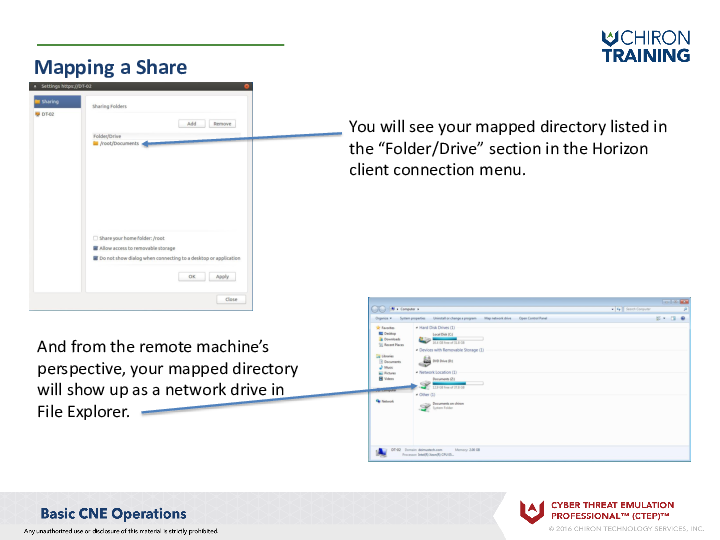 CHIRON
TRAINING
Mapping a Share
Settings https://DT-02
Sharing
DT-02
Sharing Folders
Add Remove
Folder/Drive
/root/Documents
Share your home folder: /root
Allow access to removable storage
Do not show dialog when connecting to a desktop or application
OK Apply
Close
You will see your mapped directory listed in
the “Folder/Drive” section in the Horizon
client connection menu.
And from the remote machine’s
perspective, your mapped directory
will show up as a network drive in
File Explorer.
Computer
Search Computer
Organize System properties Uninstall or change a program Map network drive Open Control Panel
Favorites
Desktop
Downloads
Recent Places
Libraries
Documents
Music
Pictures
Videos
Computer
Network
Hard Disk Drives (1)
Local Disk (C:)
Devices with Removable Storage (1)
DVD Drive (D:)
Network Location (1)
Documents (Z:)
Other (1)
Documents on chiron
System Folder
DT-02 Domain: Memory:
Processor:
Basic CNE Operations
Any unauthorized use or disclosure of this material is strictly prohibited.
CYBER THREAT EMULATION
PROFESSIONAL™ (CTEP)™
© 2016 CHIRON TECHNOLOGY SERVICES, INC.